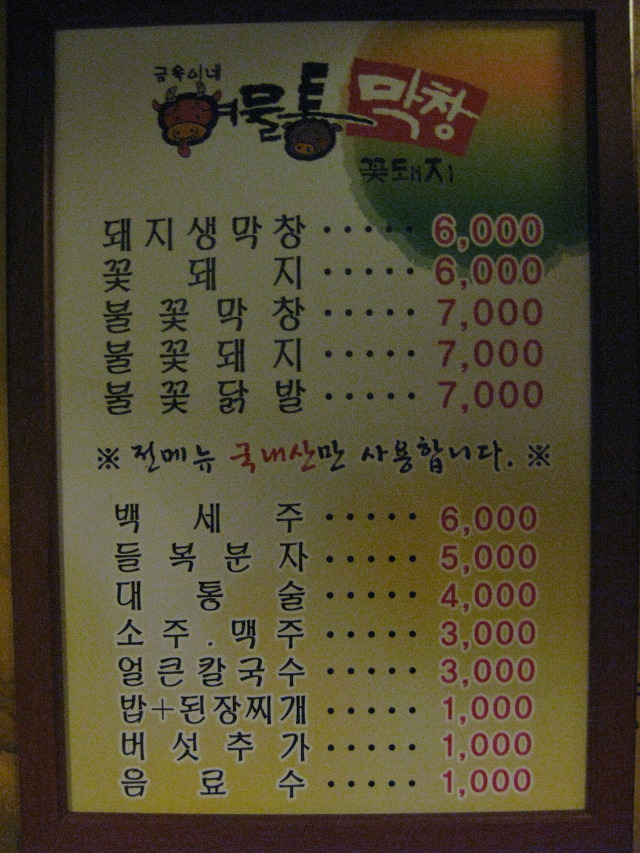 금속이네
여물통 막창
꽃돼지
돼지생막창 ····· 6,000
꽃돼지 ····· 6,000
불꽃막창 ····· 7,000
불꽃돼지 ····· 7,000
불꽃닭발 ····· 7,000
※ 전메뉴 국내산만 사용합니다. ※
백세주 ····· 6,000
들복분자 ····· 5,000
대통술 ····· 4,000
소주.맥주 ····· 3,000
얼큰칼국수 ····· 3,000
밥+된장찌개 ····· 1,000
버섯추가 ····· 1,000
음료수 ····· 1,000